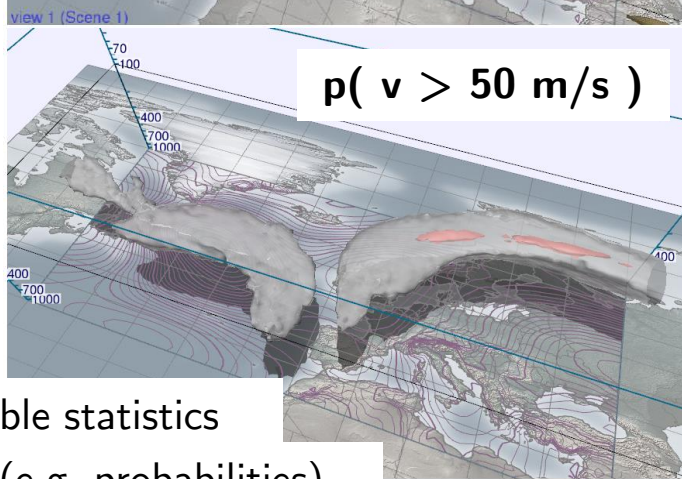 view 1 (Scene 1)
70
100
p( v > 50 m/s )
400
700
1000
400
400
700
1000
ble statistics
(e.g. probabilities)